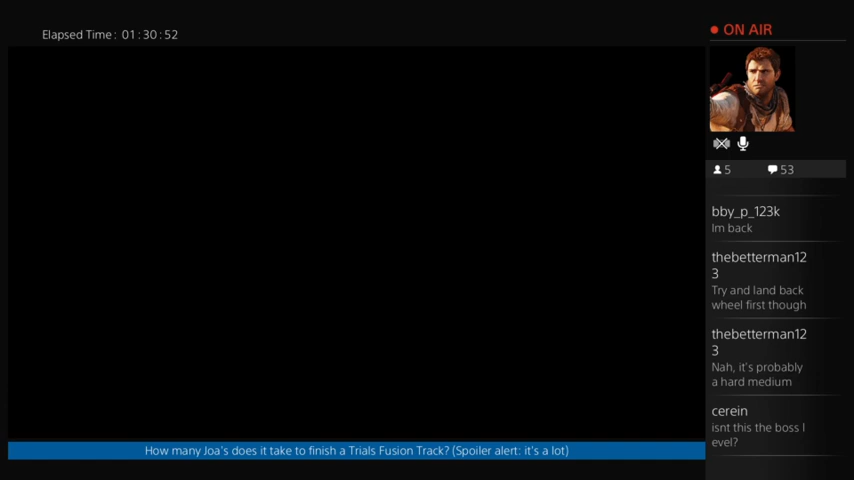 Elapsed Time: 01:30:52
ON AIR
5 53
bby_p_123k
Im back
thebetterman12
3
Try and land back
wheel first though
thebetterman12
3
Nah, it's probably
a hard medium
cerein
isnt this the boss l
evel?
How many Joa's does it take to finish a Trials Fusion Track? (Spoiler alert: it's a lot)